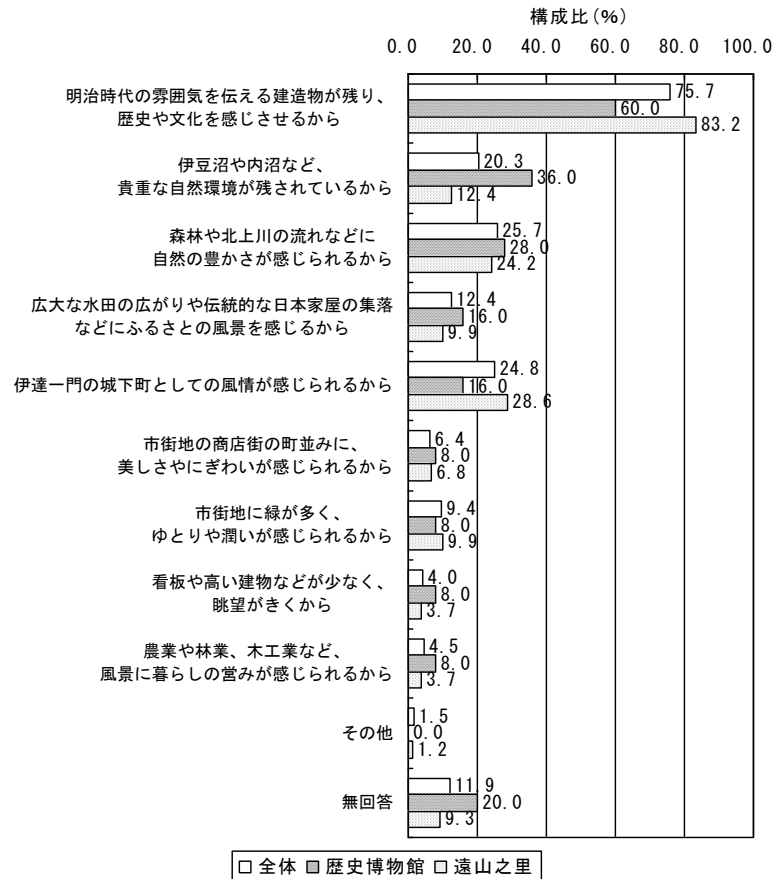 構成比(%)
0.0 20.0 40.0 60.0 80.0 100.0
明治時代の雰囲気を伝える建造物が残り、
歴史や文化を感じさせるから
75.7
60.0
83.2
伊豆沼や内沼など、
貴重な自然環境が残されているから
20.3
36.0
12.4
森林や北上川の流れなどに
自然の豊かさが感じられるから
25.7
28.0
24.2
広大な水田の広がりや伝統的な日本家屋の集落
などにふるさとの風景を感じるから
12.4
16.0
9.9
伊達一門の城下町としての風情が感じられるから
24.8
16.0
28.6
市街地の商店街の町並みに、
美しさやにぎわいが感じられるから
6.4
8.0
6.8
市街地に緑が多く、
ゆとりや潤いが感じられるから
9.4
8.0
9.9
看板や高い建物などが少なく、
眺望がきくから
4.0
8.0
3.7
農業や林業、木工業など、
風景に暮らしの営みが感じられるから
4.5
8.0
3.7
その他
1.5
0.0
1.2
無回答
11.9
20.0
9.3
全体 歴史博物館 遠山之里